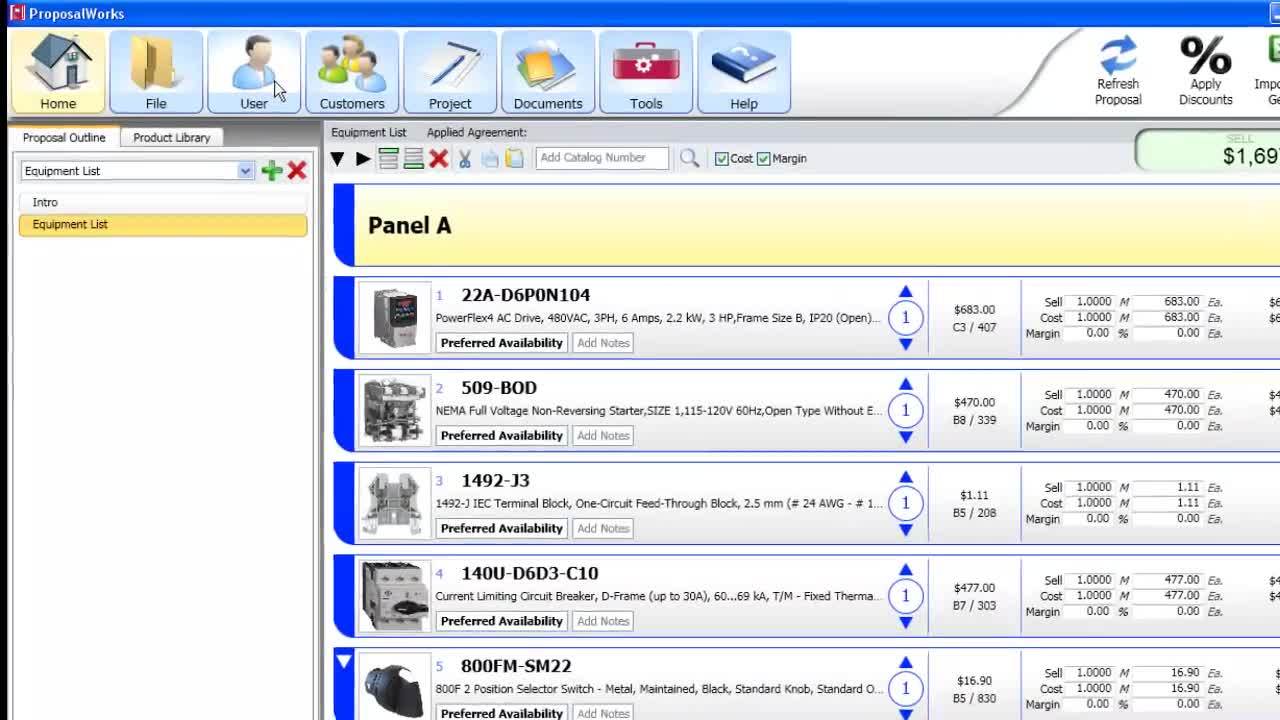 ProposalWorks
Home File User Customers Project Documents Tools Help
Refresh Proposal
Apply Discounts
Proposal Outline Product Library
Equipment List Applied Agreement:
SELL
Equipment List
Add Catalog Number Cost Margin
Intro
Equipment List
Panel A
1 22A-D6P0N104
PowerFlex4 AC Drive, 480VAC, 3PH, 6 Amps, 2.2 kW, 3 HP,Frame Size B, IP20 (Open)...
Preferred Availability Add Notes
1
$683.00
C3 / 407
Sell 1.0000 M 683.00 Ea.
Cost 1.0000 M 683.00 Ea.
Margin 0.00 % 0.00 Ea.
2 509-BOD
NEMA Full Voltage Non-Reversing Starter,SIZE 1,115-120V 60Hz,Open Type Without E...
Preferred Availability Add Notes
1
$470.00
B8 / 339
Sell 1.0000 M 470.00 Ea.
Cost 1.0000 M 470.00 Ea.
Margin 0.00 % 0.00 Ea.
3 1492-J3
1492-J IEC Terminal Block, One-Circuit Feed-Through Block, 2.5 mm (# 24 AWG - # 1...
Preferred Availability Add Notes
1
$1.11
B5 / 208
Sell 1.0000 M 1.11 Ea.
Cost 1.0000 M 1.11 Ea.
Margin 0.00 % 0.00 Ea.
4 140U-D6D3-C10
Current Limiting Circuit Breaker, D-Frame (up to 30A), 60...69 kA, T/M - Fixed Therma...
Preferred Availability Add Notes
1
$477.00
B7 / 303
Sell 1.0000 M 477.00 Ea.
Cost 1.0000 M 477.00 Ea.
Margin 0.00 % 0.00 Ea.
5 800FM-SM22
800F 2 Position Selector Switch - Metal, Maintained, Black, Standard Knob, Standard O...
Preferred Availability Add Notes
1
$16.90
B5 / 830
Sell 1.0000 M 16.90 Ea.
Cost 1.0000 M 16.90 Ea.
Margin 0.00 % 0.00 Ea.